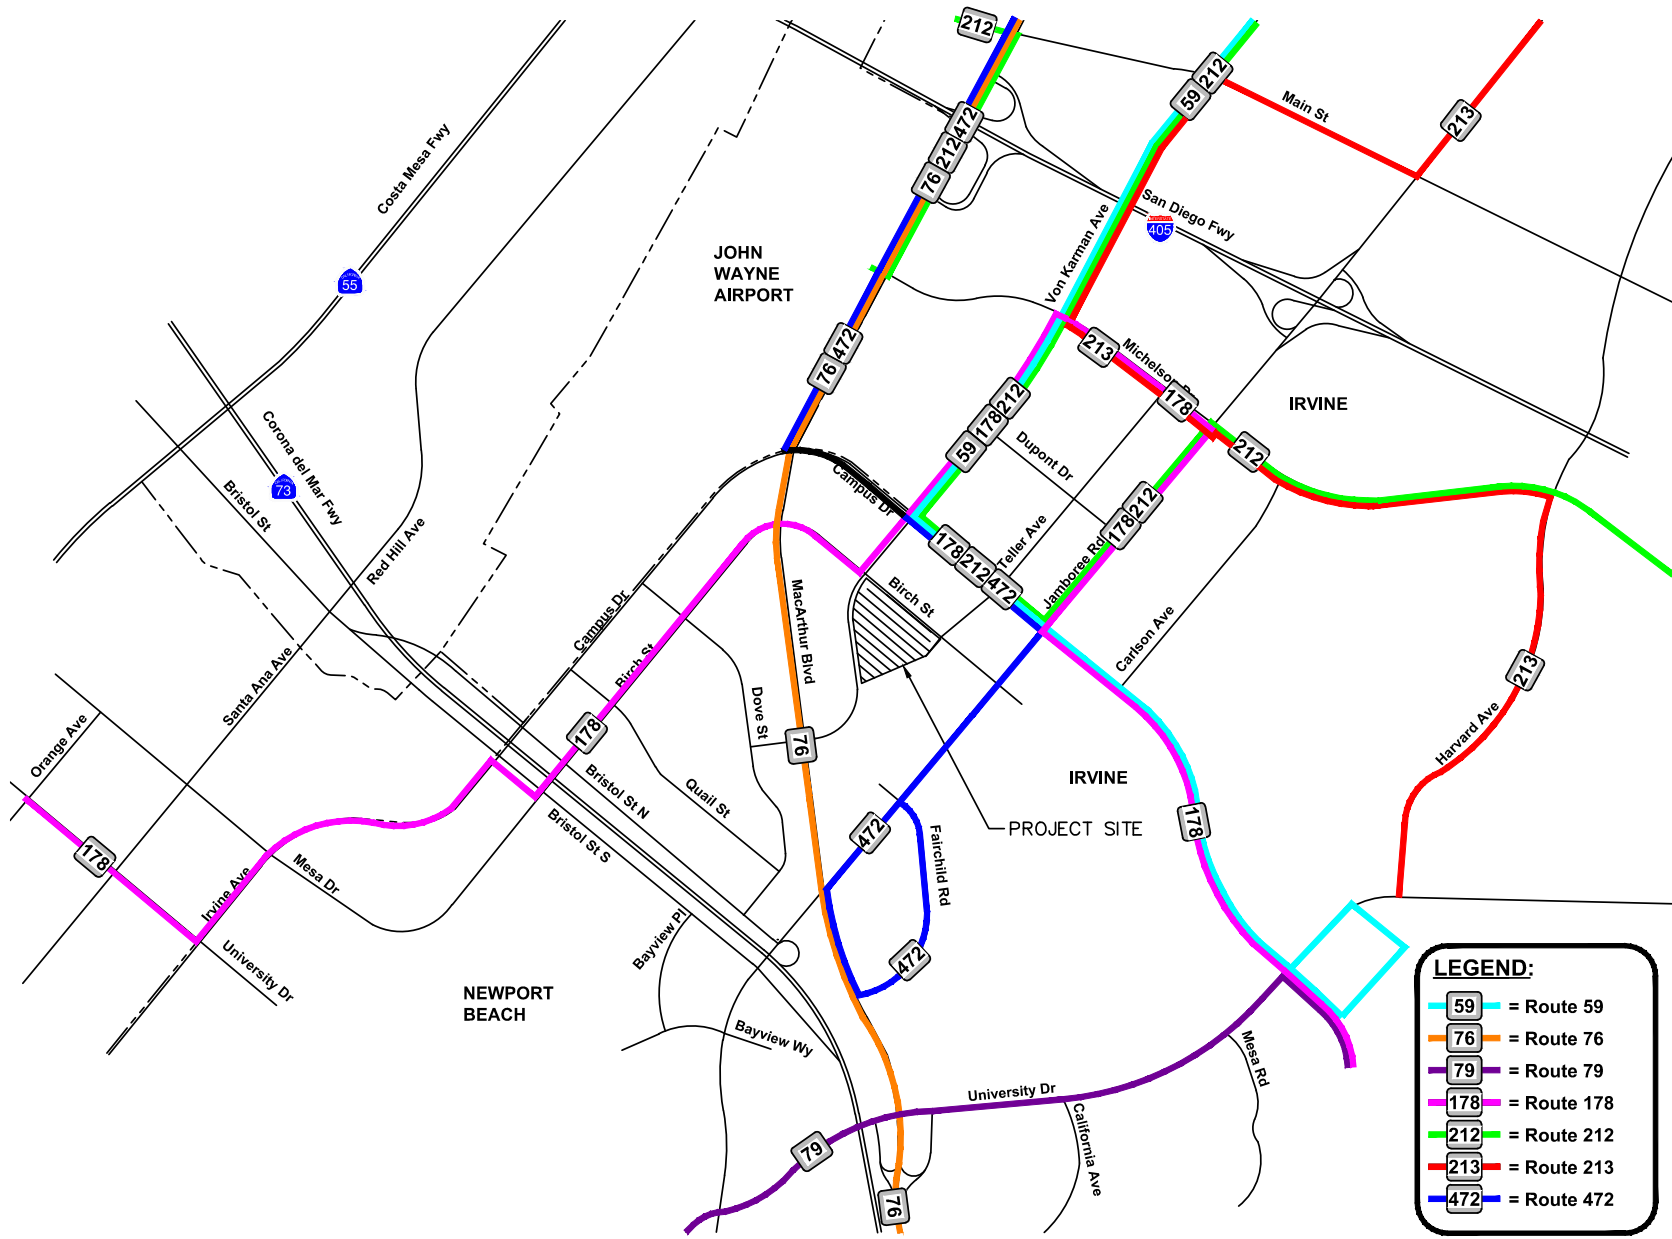 212
212
59
Main St
213
Costa Mesa Fwy
472
212
76
San Diego Fwy
405
Von Karman Ave
JOHN
WAYNE
AIRPORT
55
472
76
213
Michelson D
178
IRVINE
212
178
59
212
Corona del Mar Fwy
73
Bristol St
Dupont Dr
Campus Dr
212
178
Red Hill Ave
178
212
472
Teller Ave
Jamboree Rd
Birch St
Campus Dr
Birch St
MacArthur Blvd
Carlson Ave
213
Santa Ana Ave
Orange Ave
Dove St
76
178
Harvard Ave
IRVINE
Bristol St N
Quail St
Bristol St S
472
Fairchild Rd
PROJECT SITE
178
178
Mesa Dr
Irvine Ave
University Dr
Bayview Pl
472
NEWPORT
BEACH
Bayview Wy
Mesa Rd
University Dr
California Ave
79
76
LEGEND:
59 = Route 59
76 = Route 76
79 = Route 79
178 = Route 178
212 = Route 212
213 = Route 213
472 = Route 472